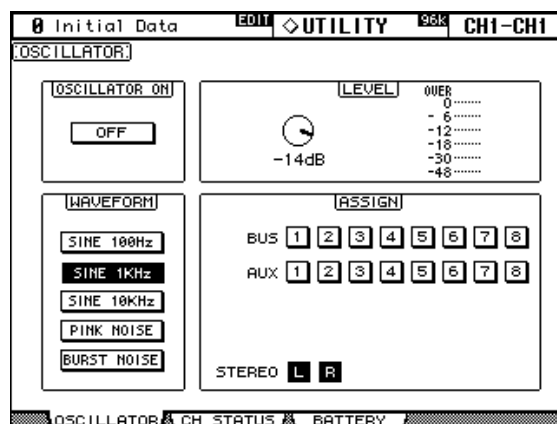 0 Initial Data EDIT ◇UTILITY 96K CH1-CH1
OSCILLATOR
OSCILLATOR ON
OFF
LEVEL
-14dB
OVER
0
- 6
-12
-18
-30
-48
WAVEFORM
SINE 100Hz
SINE 1KHz
SINE 10KHz
PINK NOISE
BURST NOISE
ASSIGN
BUS 1 2 3 4 5 6 7 8
AUX 1 2 3 4 5 6 7 8
STEREO L R
OSCILLATOR CH STATUS BATTERY